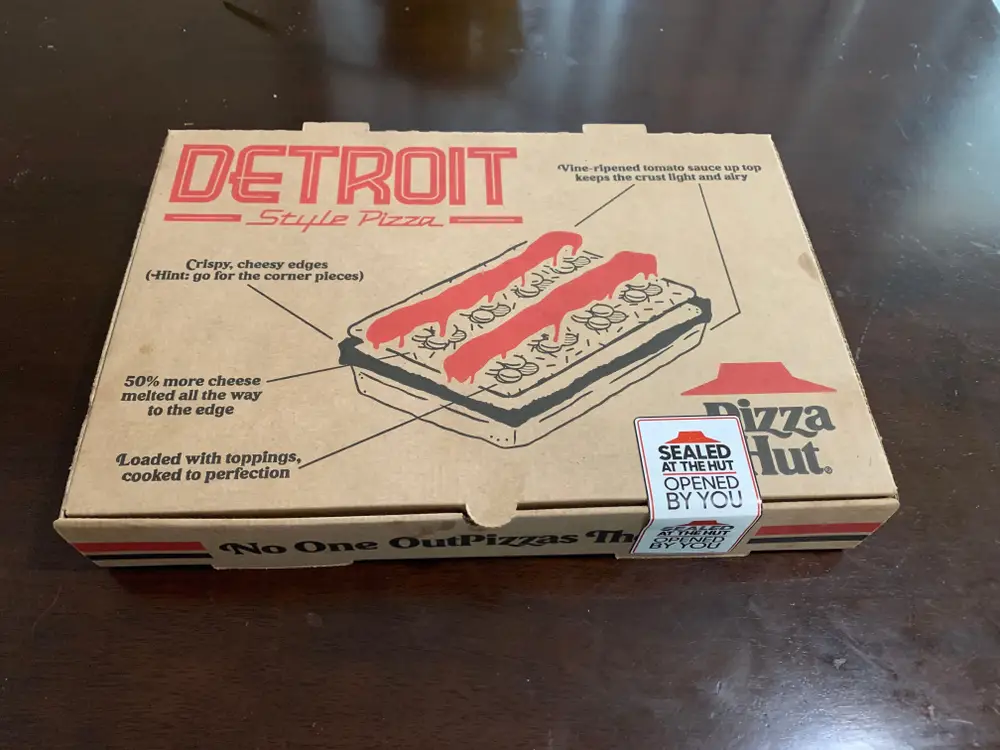 DETROIT
Style Pizza
Vine-ripened tomato sauce up top
keeps the crust light and airy
Crispy, cheesy edges
(Hint: go for the corner pieces)
50% more cheese
melted all the way
to the edge
Loaded with toppings,
cooked to perfection
Pizza
Hut®
SEALED
AT THE HUT
OPENED
BY YOU
SEALED
AT THE HUT
OPENED
BY YOU
No One OutPizzas